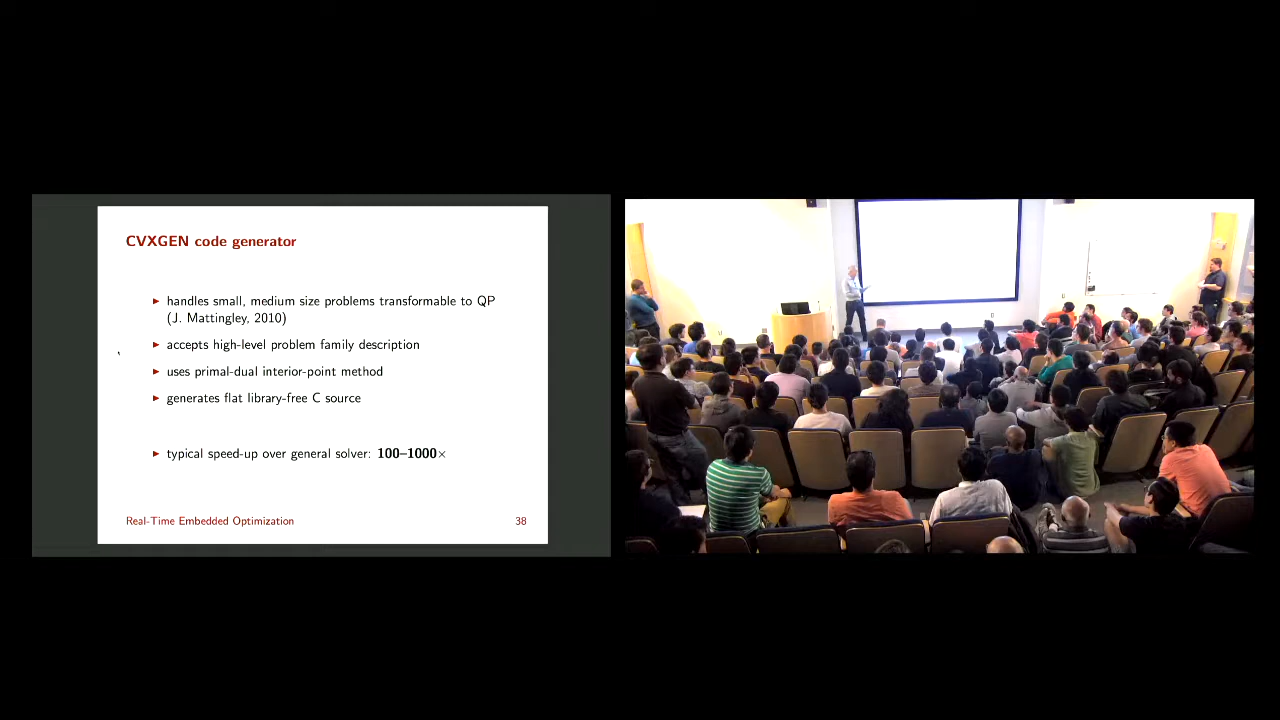 CVXGEN code generator
► handles small, medium size problems transformable to QP
(J. Mattingley, 2010)
► accepts high-level problem family description
► uses primal-dual interior-point method
► generates flat library-free C source
► typical speed-up over general solver: 100–1000×
Real-Time Embedded Optimization 38